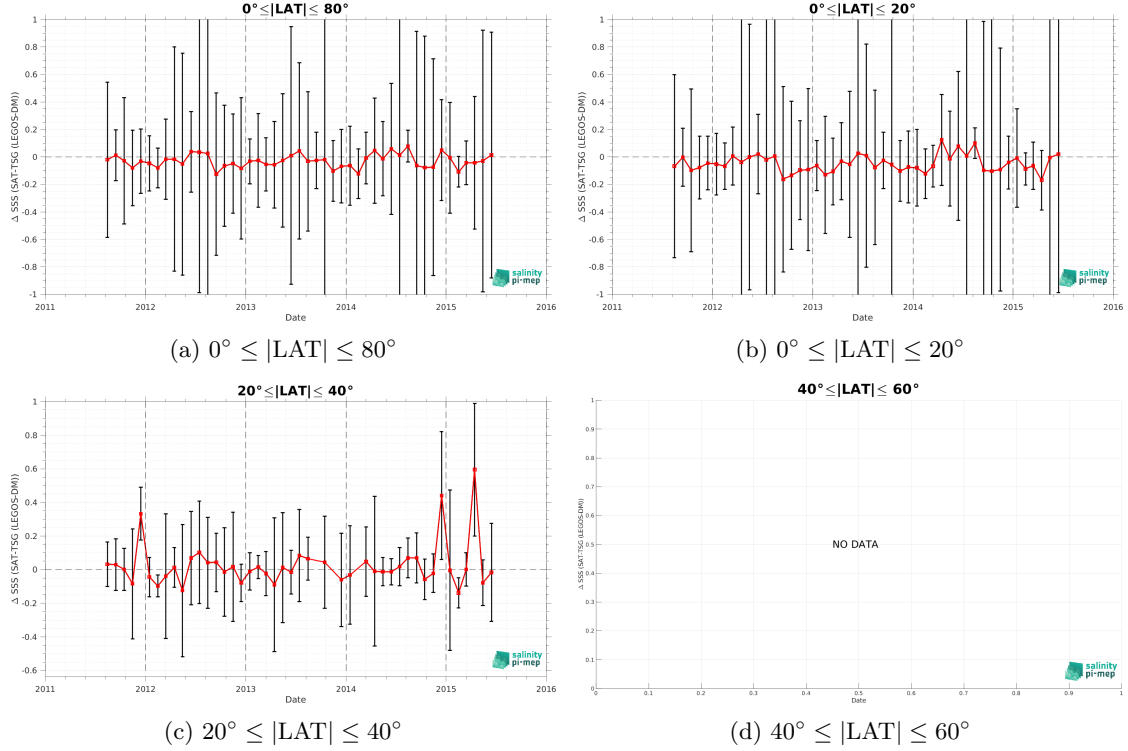 0°≤|LAT|≤ 80°
Δ SSS (SAT-TSG (LEGOS-DM))
1
0.8
0.6
0.4
0.2
0
-0.2
-0.4
-0.6
-0.8
-1
2011
2012
2013
2014
2015
2016
Date
salinity
pi-mep
(a) 0° ≤ |LAT| ≤ 80°
0°≤|LAT|≤ 20°
Δ SSS (SAT-TSG (LEGOS-DM))
1
0.8
0.6
0.4
0.2
0
-0.2
-0.4
-0.6
-0.8
-1
2011
2012
2013
2014
2015
2016
Date
salinity
pi-mep
(b) 0° ≤ |LAT| ≤ 20°
20°≤|LAT|≤ 40°
Δ SSS (SAT-TSG (LEGOS-DM))
1
0.8
0.6
0.4
0.2
0
-0.2
-0.4
-0.6
2011
2012
2013
2014
2015
2016
Date
salinity
pi-mep
(c) 20° ≤ |LAT| ≤ 40°
40°≤|LAT|≤ 60°
Δ SSS (SAT-TSG (LEGOS-DM))
1
0.9
0.8
0.7
0.6
0.5
0.4
0.3
0.2
0.1
0
NO DATA
0
0.1
0.2
0.3
0.4
0.5
0.6
0.7
0.8
0.9
1
Date
salinity
pi-mep
(d) 40° ≤ |LAT| ≤ 60°